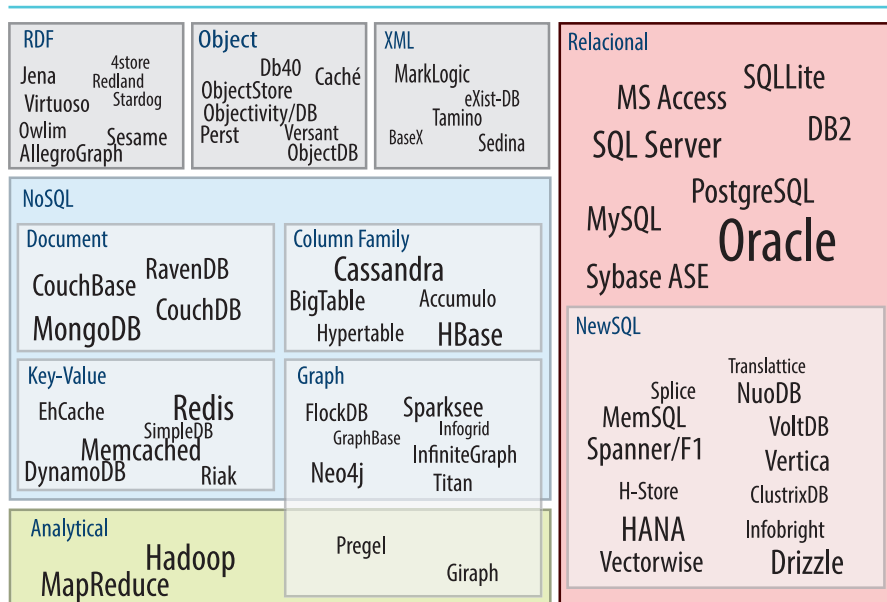 RDF
4store
Jena
Redland
Virtuoso
Stardog
Owlim
Sesame
AllegroGraph
Object
Db40
Caché
ObjectStore
Objectivity/DB
Perst
Versant
ObjectDB
XML
MarkLogic
eXist-DB
Tamino
BaseX
Sedina
Relacional
SQLLite
MS Access
DB2
SQL Server
PostgreSQL
MySQL
Oracle
Sybase ASE
NoSQL
Document
RavenDB
CouchBase
CouchDB
MongoDB
Column Family
Cassandra
BigTable
Accumulo
Hypertable
HBase
Key-Value
EhCache
Redis
SimpleDB
Memcached
DynamoDB
Riak
Graph
FlockDB
Sparksee
Infogrid
GraphBase
InfiniteGraph
Neo4j
Titan
NewSQL
Translattice
Splice
NuoDB
MemSQL
VoltDB
Spanner/F1
Vertica
H-Store
ClustrixDB
HANA
Infobright
Vectorwise
Drizzle
Analytical
Hadoop
MapReduce
Pregel
Giraph